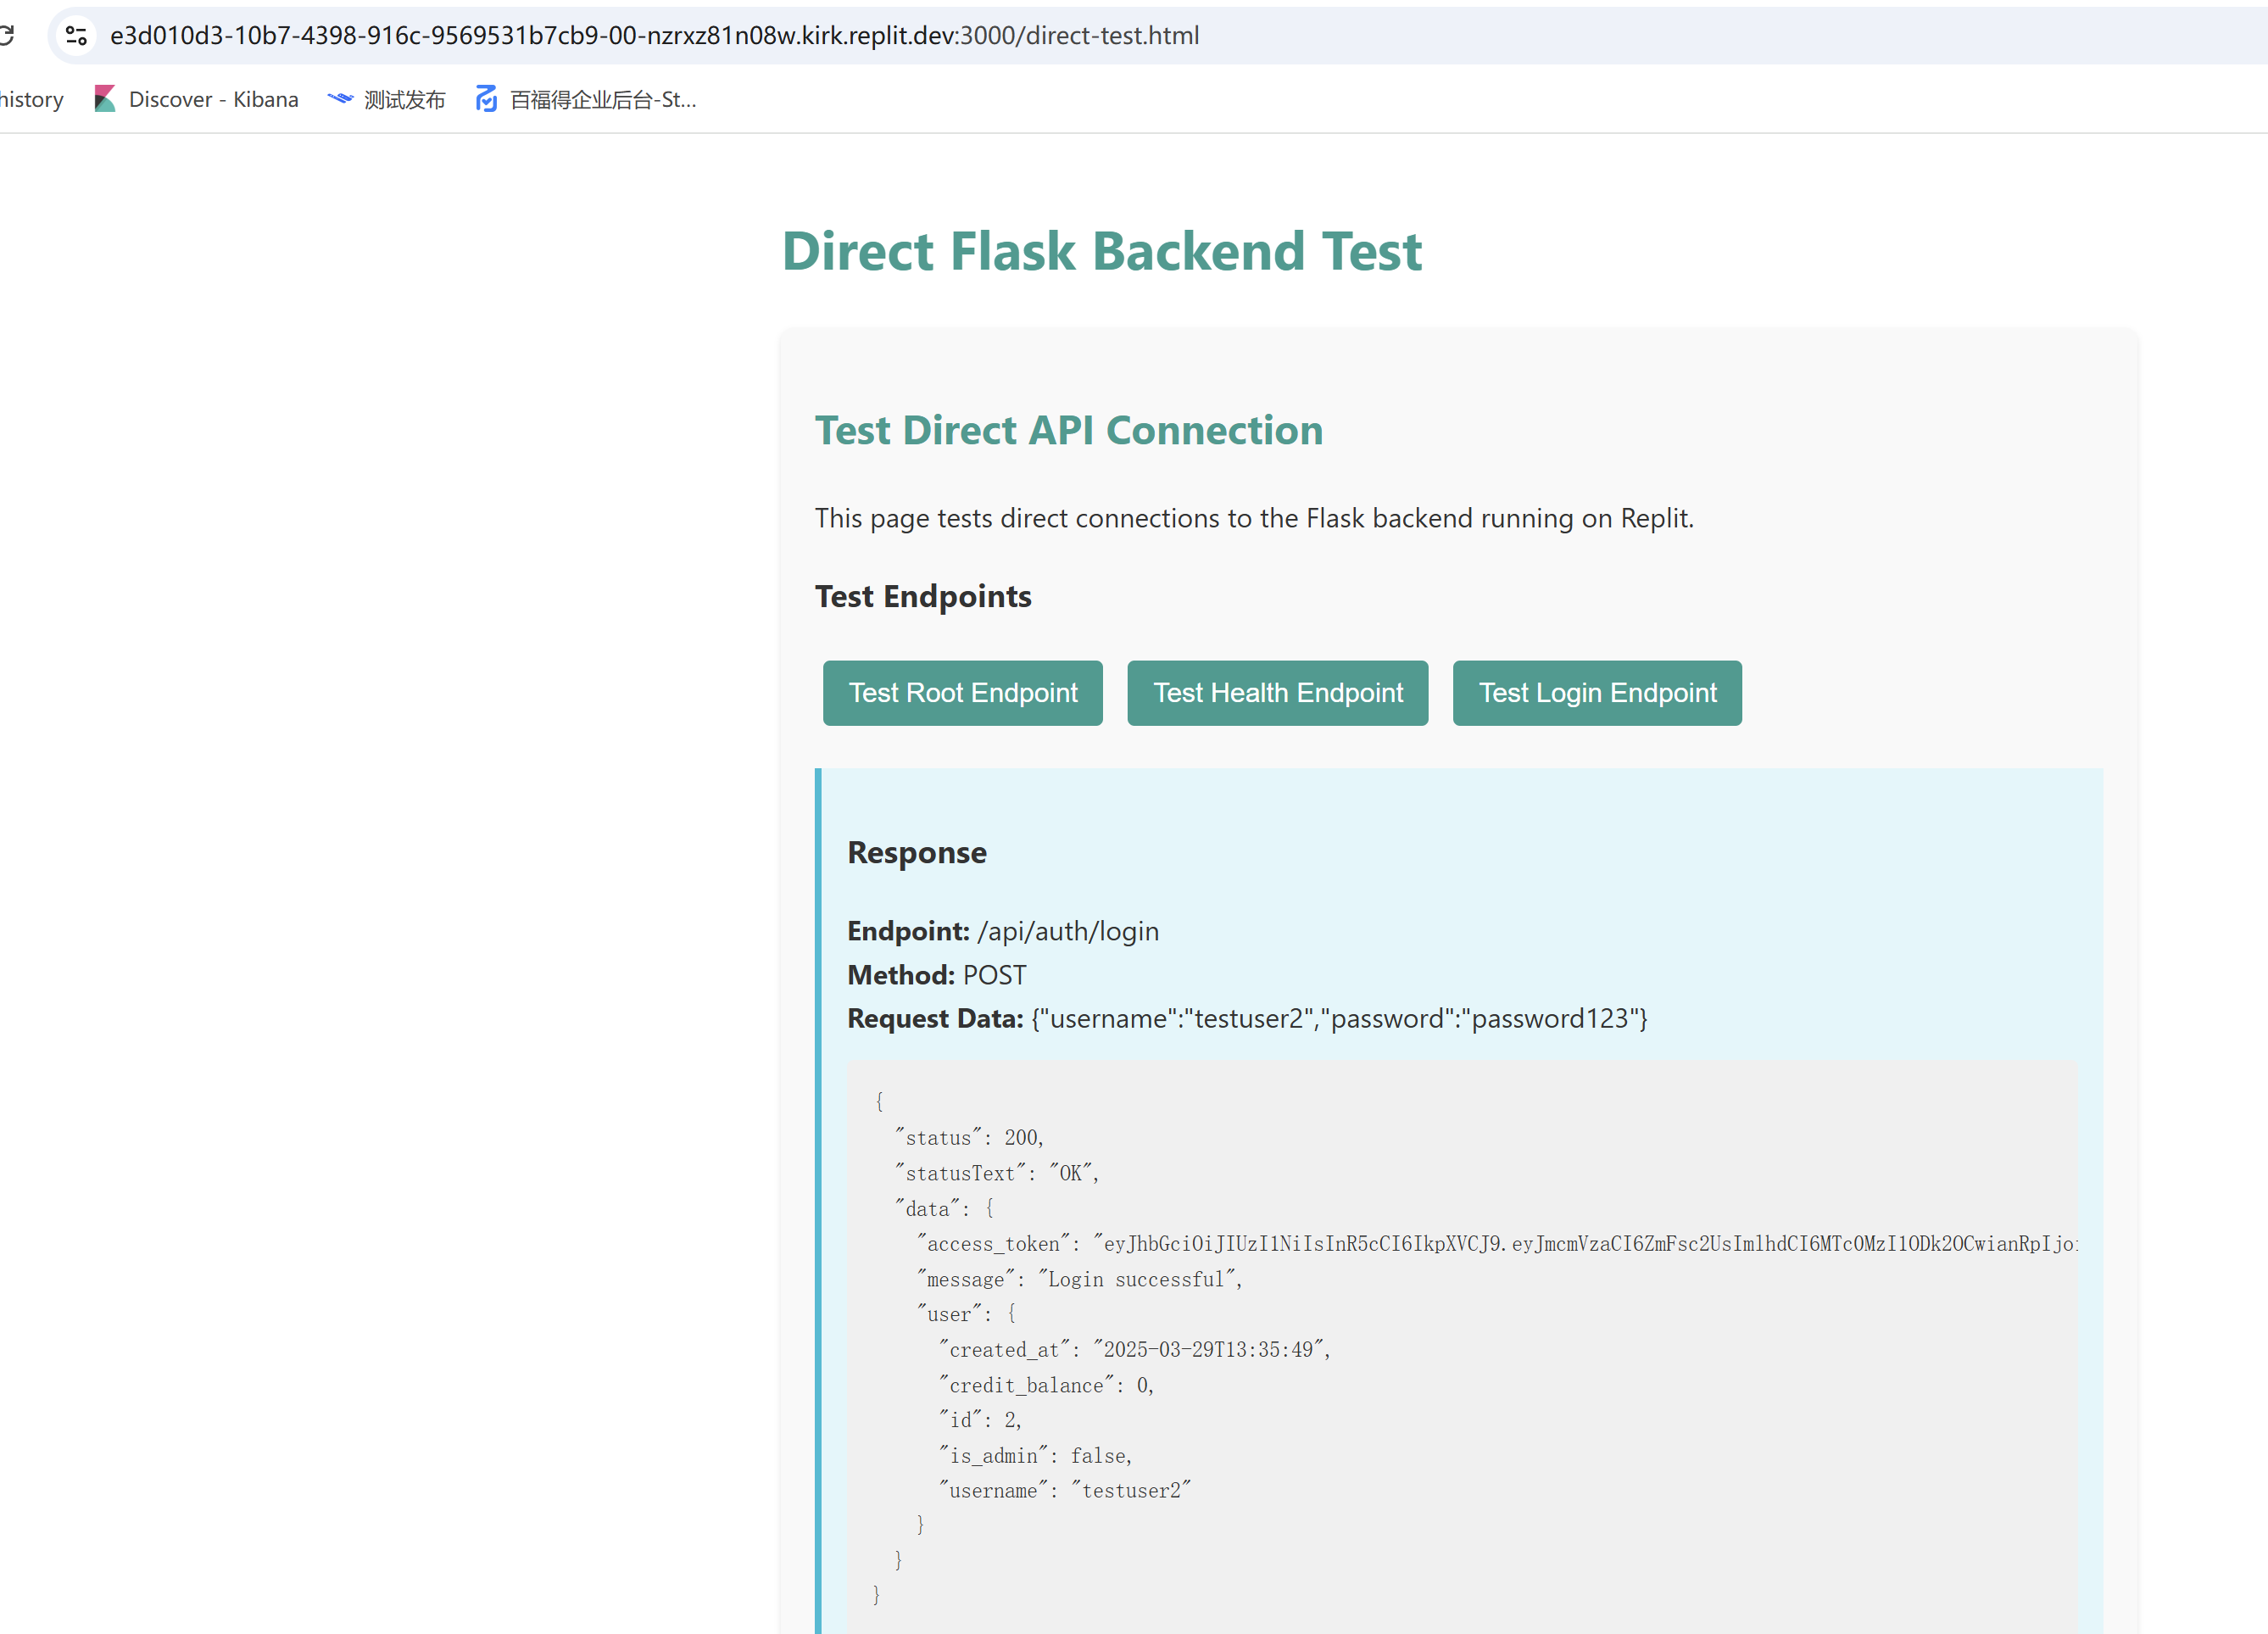 e3d010d3-10b7-4398-916c-9569531b7cb9-00-nzrxz81n08w.kirk.replit.dev:3000/direct-test.html
history Discover - Kibana 测试发布 百福得企业后台-St...
Direct Flask Backend Test
Test Direct API Connection
This page tests direct connections to the Flask backend running on Replit.
Test Endpoints
Test Root Endpoint Test Health Endpoint Test Login Endpoint
Response
Endpoint: /api/auth/login
Method: POST
Request Data: {"username":"testuser2","password":"password123"}
{
"status": 200,
"statusText": "OK",
"data": {
"access_token": "eyJhbGciOiJIUzI1NiIsInR5cCI6IkpXVCJ9.eyJmcmVzaCI6ZmFsc2UsImlhdCI6MTc0MzI1ODk2OCwianRpIjoi
"message": "Login successful",
"user": {
"created_at": "2025-03-29T13:35:49",
"credit_balance": 0,
"id": 2,
"is_admin": false,
"username": "testuser2"
}
}
}